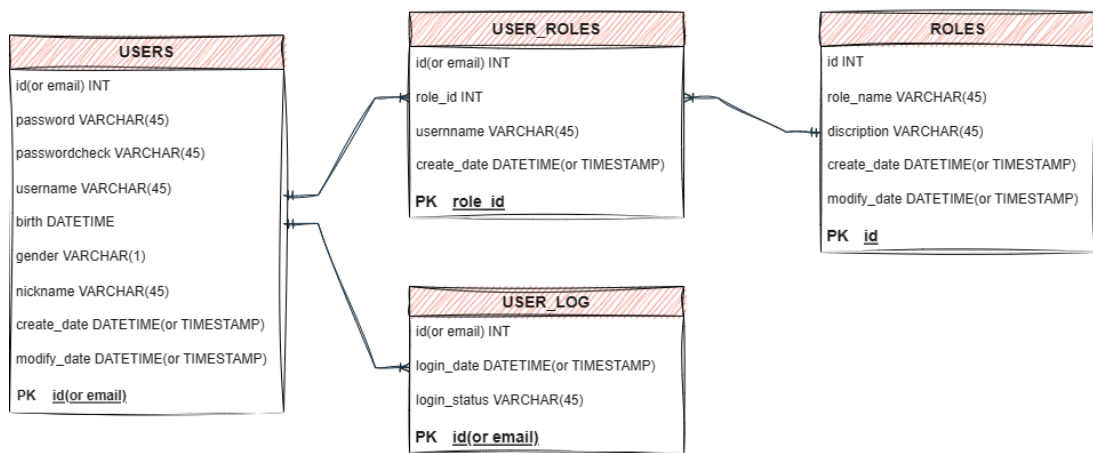 USERS
id(or email) INT
password VARCHAR(45)
passwordcheck VARCHAR(45)
username VARCHAR(45)
birth DATETIME
gender VARCHAR(1)
nickname VARCHAR(45)
create_date DATETIME(or TIMESTAMP)
modify_date DATETIME(or TIMESTAMP)
PK id(or email)
USER_ROLES
id(or email) INT
role_id INT
usernname VARCHAR(45)
create_date DATETIME(or TIMESTAMP)
PK role_id
USER_LOG
id(or email) INT
login_date DATETIME(or TIMESTAMP)
login_status VARCHAR(45)
PK id(or email)
ROLES
id INT
role_name VARCHAR(45)
discription VARCHAR(45)
create_date DATETIME(or TIMESTAMP)
modify_date DATETIME(or TIMESTAMP)
PK id